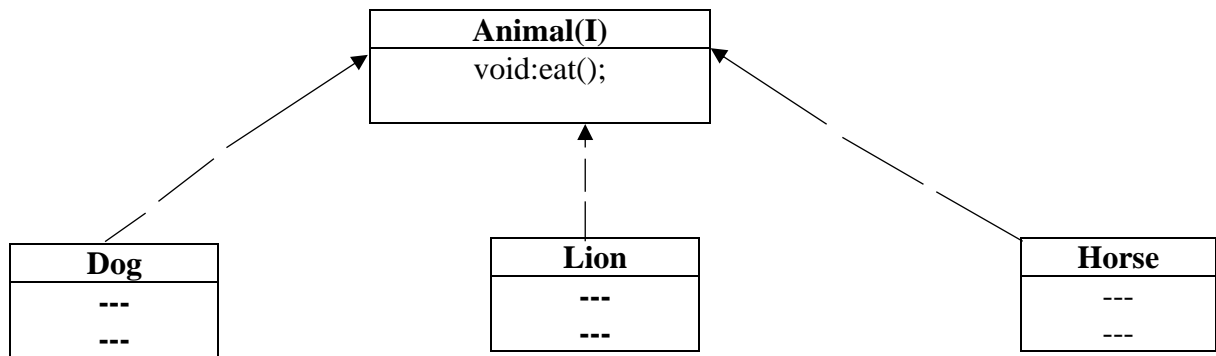 Animal(I)
void:eat();
Dog
---
---
Lion
---
---
Horse
---
---